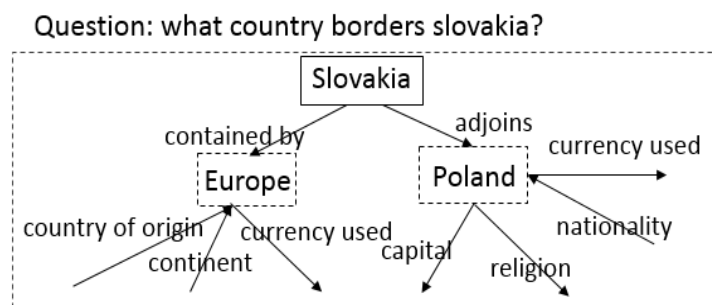 Question: what country borders slovakia?
Slovakia
contained by
adjoins
currency used
Europe
Poland
country of origin
currency used
nationality
continent
capital
religion